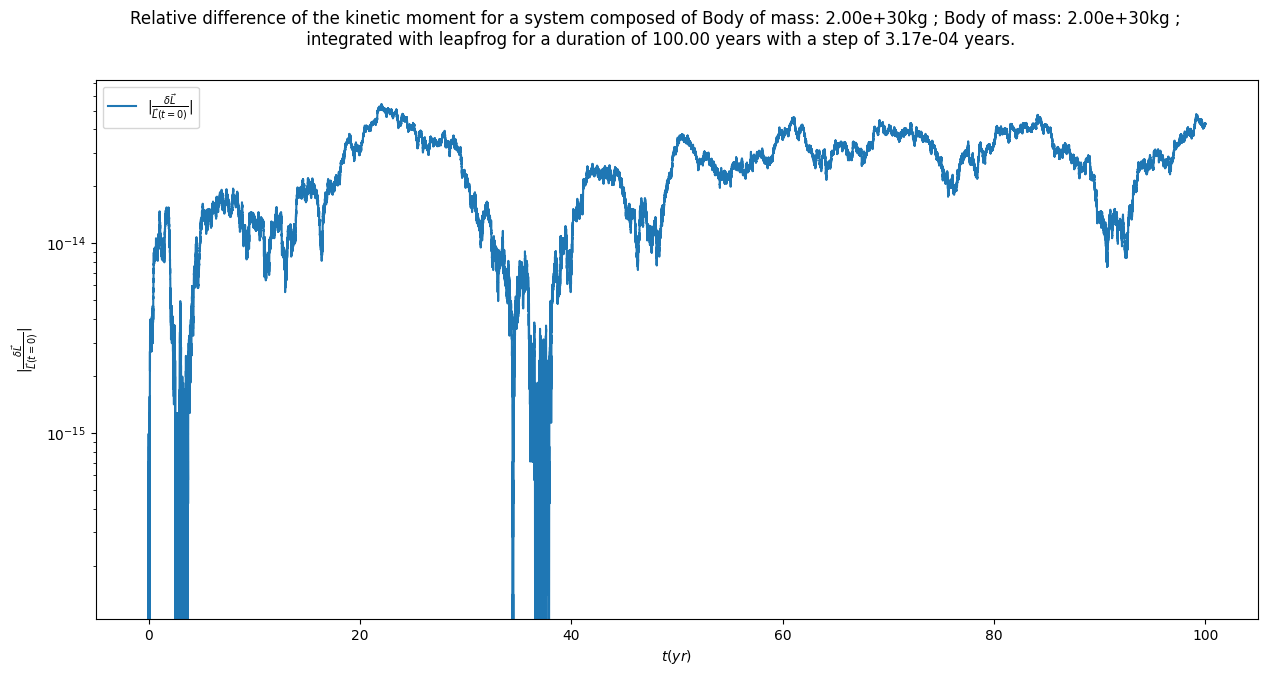 Relative difference of the kinetic moment for a system composed of Body of mass: 2.00e+30kg ; Body of mass: 2.00e+30kg ;
integrated with leapfrog for a duration of 100.00 years with a step of 3.17e-04 years.
|δL⃗/L⃗(t = 0)|
|δL⃗/L⃗(t = 0)|
10⁻¹⁴
10⁻¹⁵
0 20 40 60 80 100
t(yr)